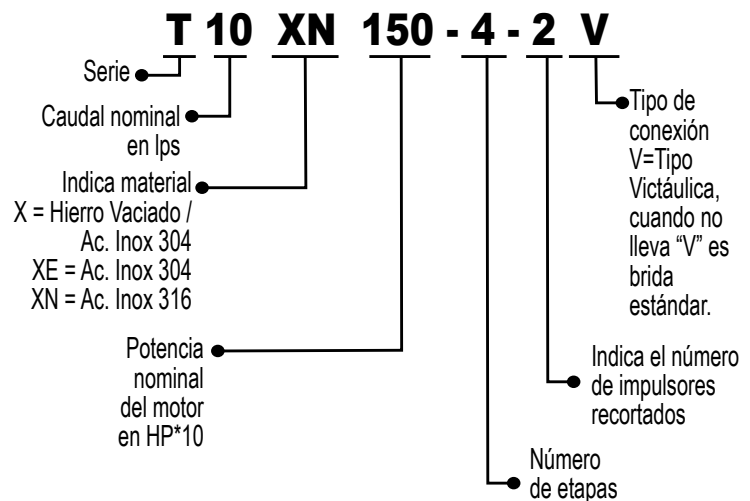 T 10 XN 150 - 4 - 2 V
Serie
Caudal nominal
en lps
Indica material
X = Hierro Vaciado /
Ac. Inox 304
XE = Ac. Inox 304
XN = Ac. Inox 316
Potencia
nominal
del motor
en HP*10
Tipo de
conexión
V=Tipo
Victáulica,
cuando no
lleva “V” es
brida
estándar.
Indica el número
de impulsores
recortados
Número
de etapas